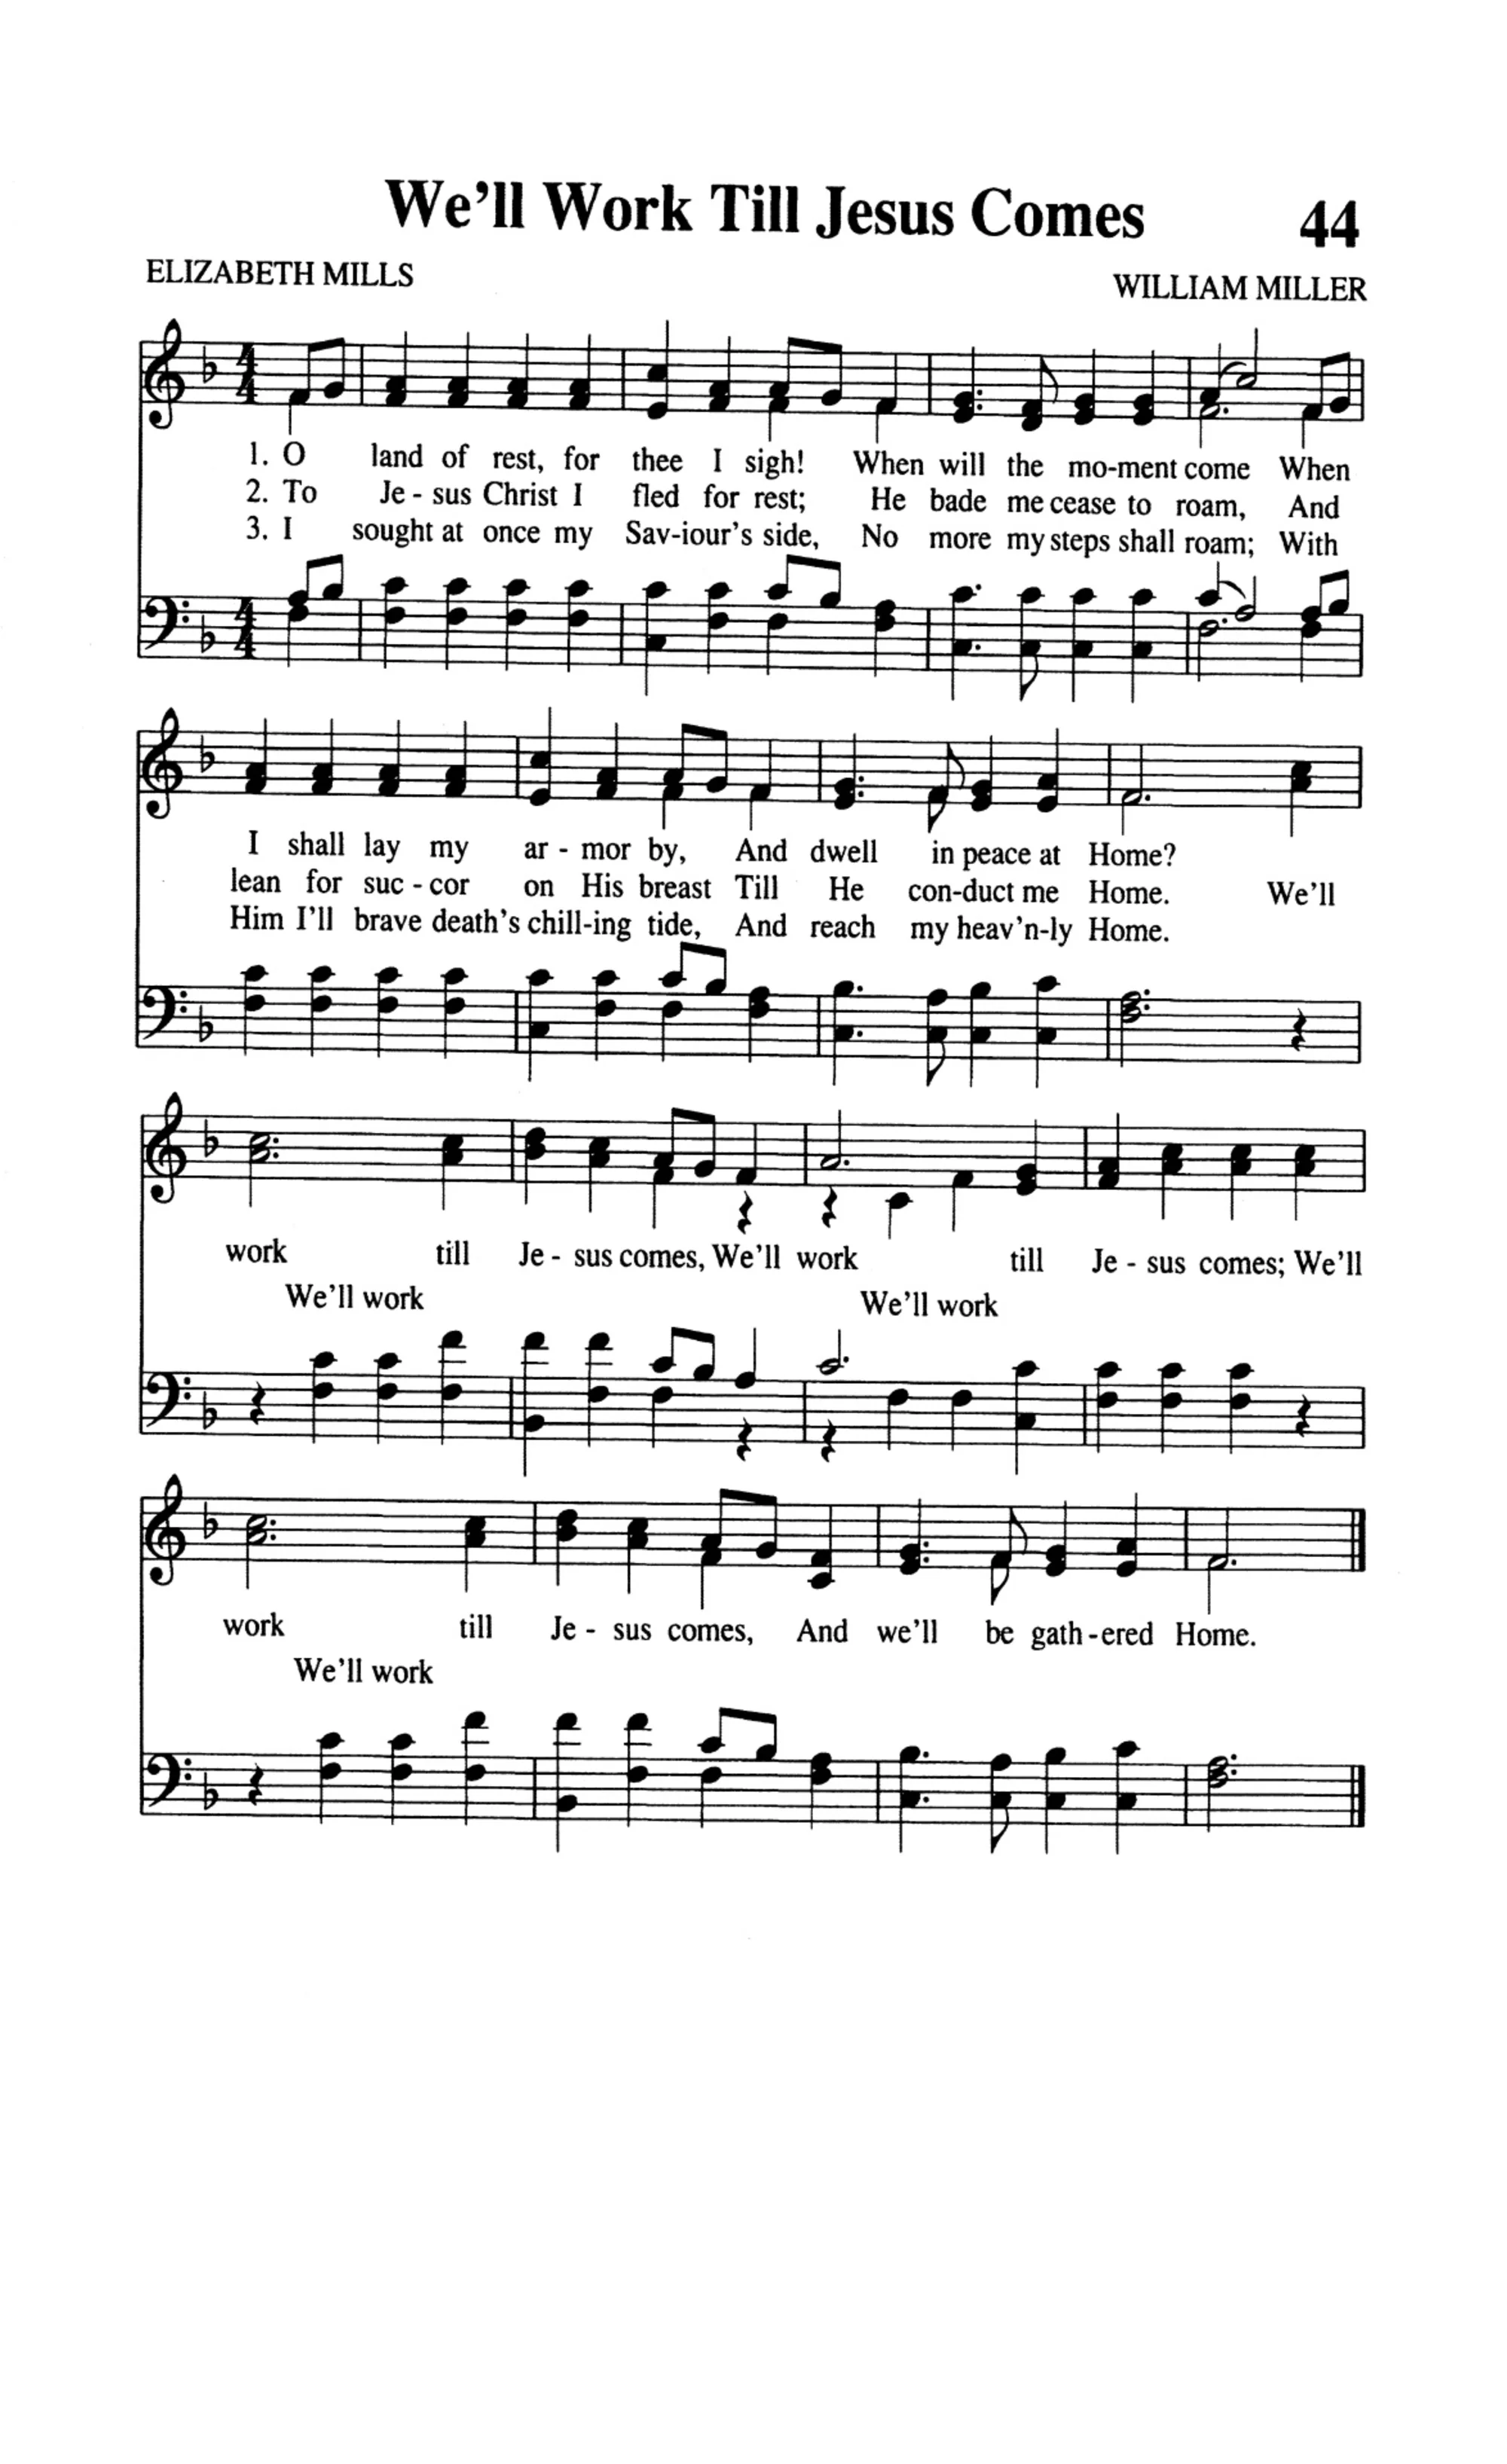 We'll Work Till Jesus Comes 44
ELIZABETH MILLS WILLIAM MILLER
1. O land of rest, for thee I sigh! When will the mo-ment come When
2. To Je - sus Christ I fled for rest; He bade me cease to roam, And
3. I sought at once my Sav-iour's side, No more my steps shall roam; With
I shall lay my ar - mor by, And dwell in peace at Home?
lean for suc - cor on His breast Till He con-duct me Home. We'll
Him I'll brave death's chill-ing tide, And reach my heav'n-ly Home.
work till Je - sus comes, We'll work till Je - sus comes; We'll
We'll work We'll work
work till Je - sus comes, And we'll be gath-ered Home.
We'll work